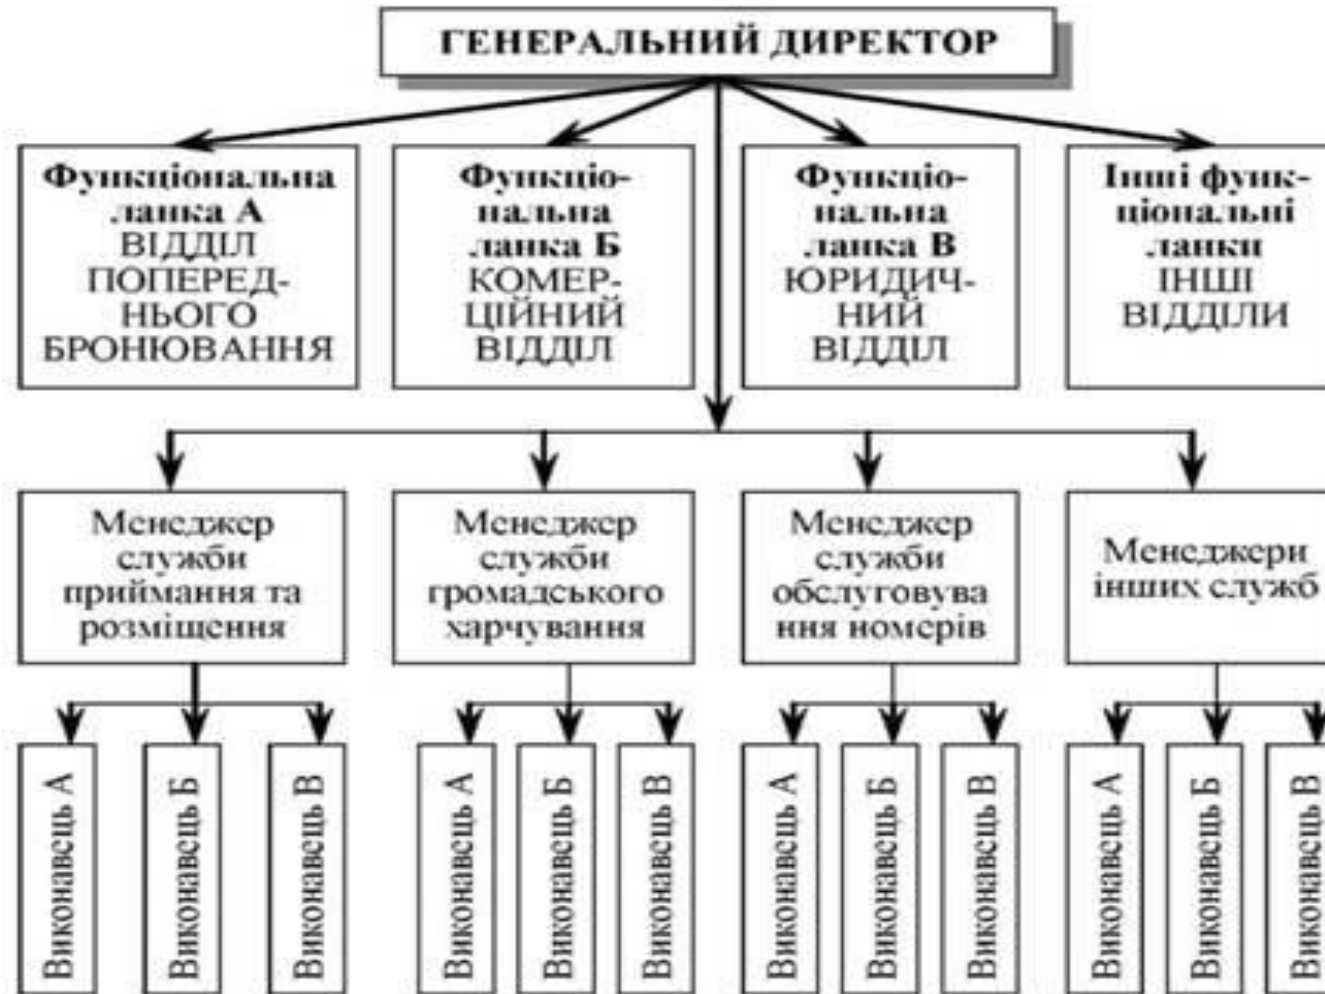 ГЕНЕРАЛЬНИЙ ДИРЕКТОР
Функціональна
ланка А
ВІДДІЛ
ПОПЕРЕД-
НЬОГО
БРОНЮВАННЯ
Функціо-
нальна
ланка Б
КОМЕР-
ЦІЙНИЙ
ВІДДІЛ
Функціо-
нальна
ланка В
ЮРИДИЧ-
НИЙ
ВІДДІЛ
Інші функ-
ціональні
ланки
ІНШІ
ВІДДІЛИ
Менеджер
служби
приймання та
розміщення
Менеджер
служби
громадського
харчування
Менеджер
служби
обслуговува
ння номерів
Менеджери
інших служб
Виконавець А
Виконавець Б
Виконавець В
Виконавець А
Виконавець Б
Виконавець В
Виконавець А
Виконавець Б
Виконавець В
Виконавець А
Виконавець Б
Виконавець В